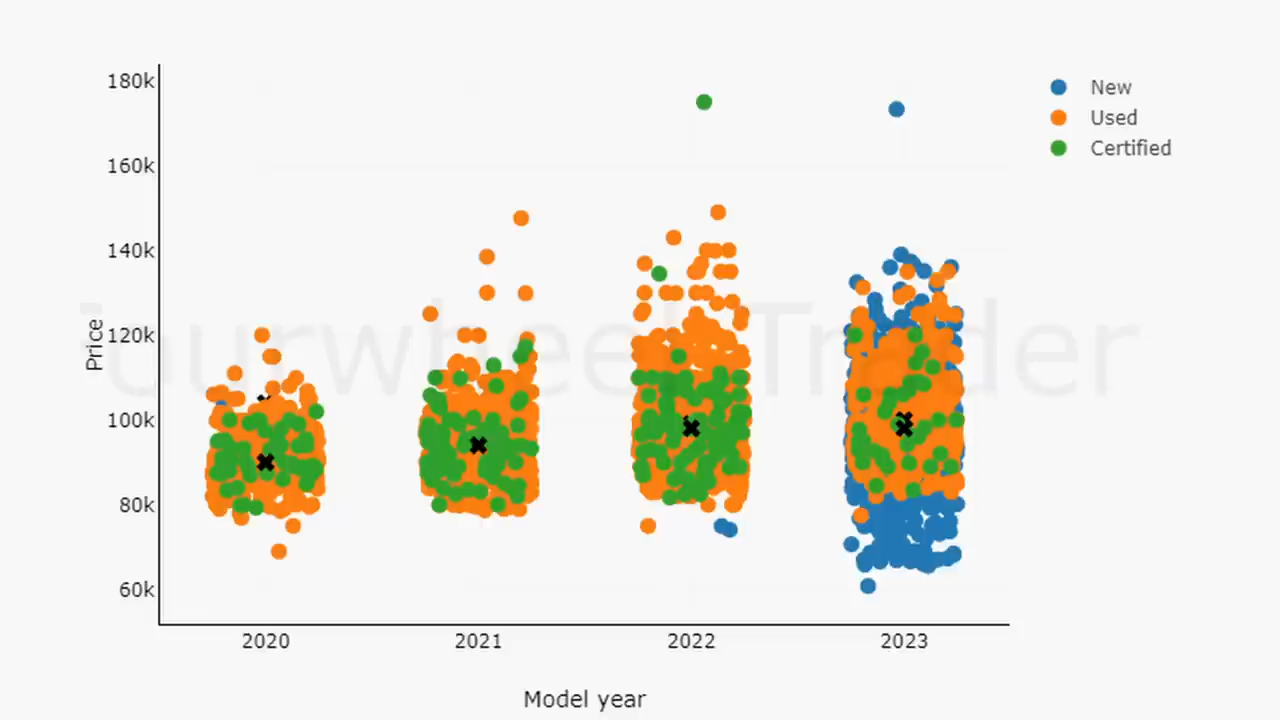 180k
160k
140k
120k
100k
80k
60k
Price
2020 2021 2022 2023
Model year
New
Used
Certified